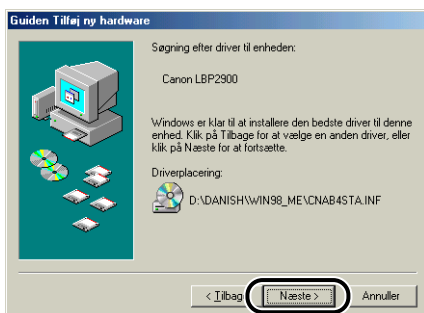 Guiden Tilføj ny hardware
Søgning efter driver til enheden:
Canon LBP2900
Windows er klar til at installere den bedste driver til denne
enhed. Klik på Tilbage for at vælge en anden driver, eller
klik på Næste for at fortsætte.
Driverplacering:
D:\DANISH\WIN98_ME\CNAB4STA.INF
< Tilbag Næste > Annuller